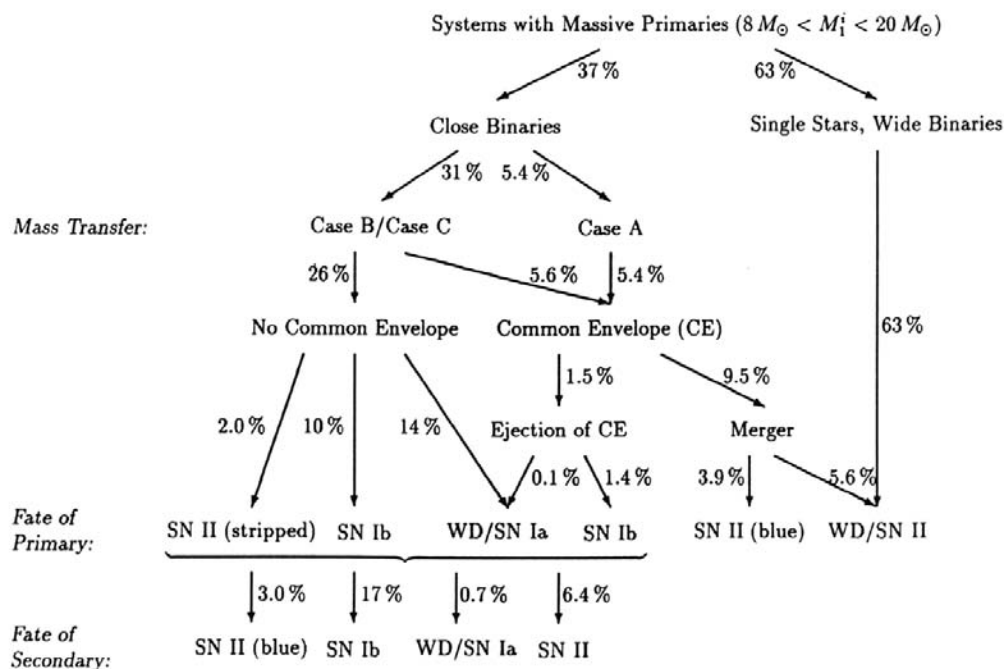 Systems with Massive Primaries (8 M⊙ < M₁ⁱ < 20 M⊙)
37 % 63 %
Close Binaries Single Stars, Wide Binaries
31 % 5.4 %
Mass Transfer: Case B/Case C Case A
26 % 5.6 % 5.4 %
No Common Envelope Common Envelope (CE) 63 %
1.5 % 9.5 %
2.0 % 10 % 14 % Ejection of CE Merger
0.1 % 1.4 % 3.9 % 5.6 %
Fate of
Primary: SN II (stripped) SN Ib WD/SN Ia SN Ib SN II (blue) WD/SN II
3.0 % 17 % 0.7 % 6.4 %
Fate of
Secondary: SN II (blue) SN Ib WD/SN Ia SN II